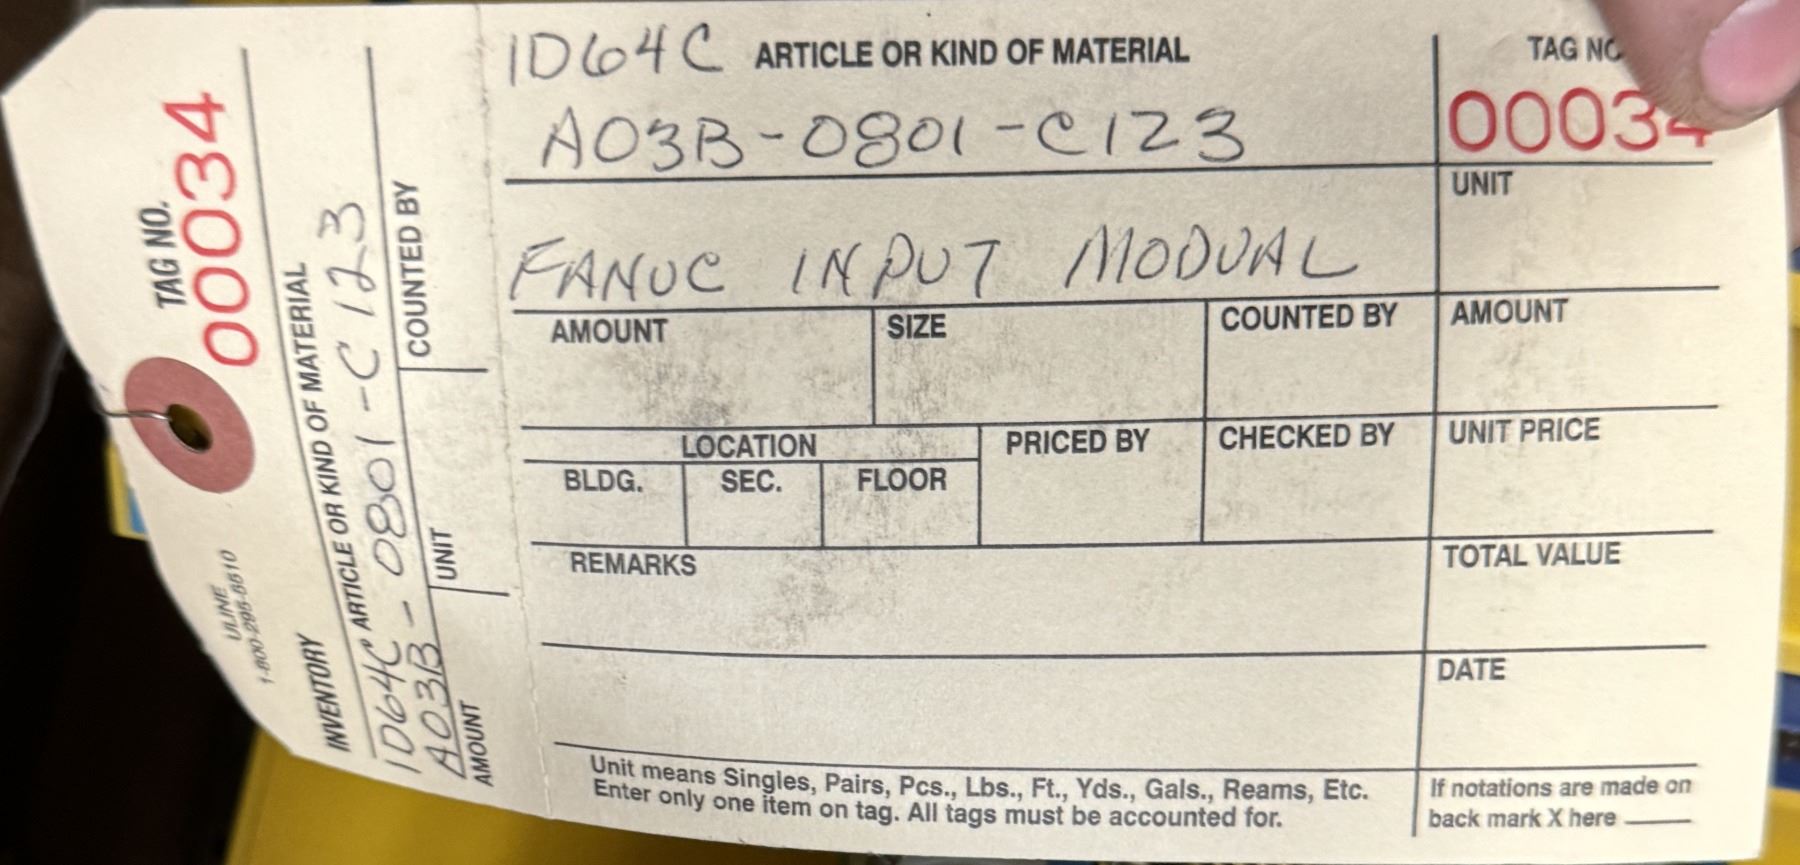 TAG NO.
00034
ULINE
1-800-295-5510
INVENTORY
ID64C ARTICLE OR KIND OF MATERIAL
A03B-0801-C123
AMOUNT
UNIT
COUNTED BY
ID64C ARTICLE OR KIND OF MATERIAL
A03B-0801-C123
TAG NO
00034
FANUC INPUT MODUAL
UNIT
AMOUNT
SIZE
COUNTED BY
AMOUNT
LOCATION
BLDG.
SEC.
FLOOR
PRICED BY
CHECKED BY
UNIT PRICE
REMARKS
TOTAL VALUE
DATE
Unit means Singles, Pairs, Pcs., Lbs., Ft., Yds., Gals., Reams, Etc.
Enter only one item on tag. All tags must be accounted for.
If notations are made on
back mark X here